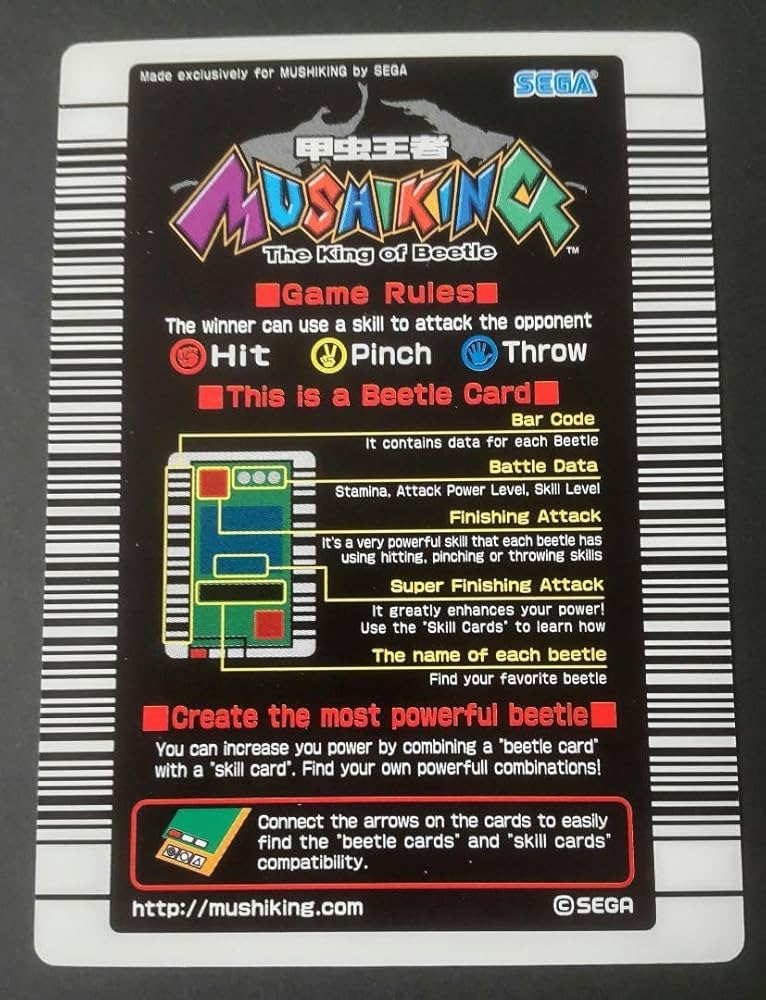 Made exclusively for MUSHIKING by SEGA
SEGA®
甲虫王者
MUSHIKING
The King of Beetle™
■Game Rules■
The winner can use a skill to attack the opponent
Hit Pinch Throw
■This is a Beetle Card■
Bar Code
It contains data for each Beetle
Battle Data
Stamina, Attack Power Level, Skill Level
Finishing Attack
It's a very powerful skill that each beetle has
using hitting, pinching or throwing skills
Super Finishing Attack
It greatly enhances your power!
Use the "Skill Cards" to learn how
The name of each beetle
Find your favorite beetle
■Create the most powerful beetle■
You can increase you power by combining a "beetle card"
with a "skill card". Find your own powerfull combinations!
Connect the arrows on the cards to easily
find the "beetle cards" and "skill cards"
compatibility.
http://mushiking.com
©SEGA